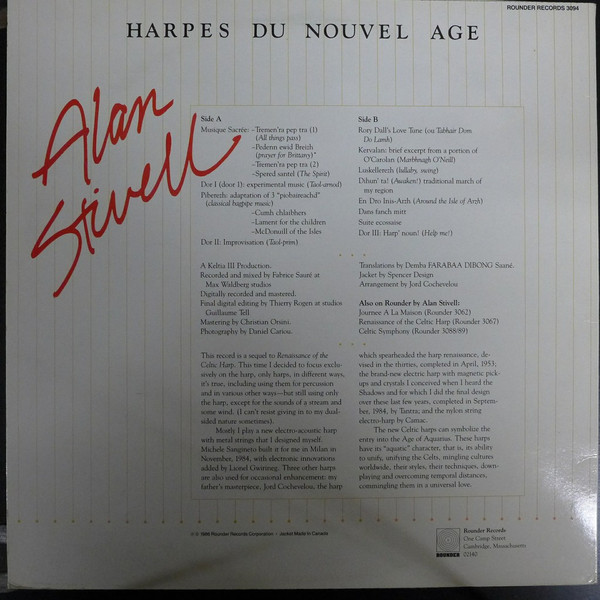 ROUNDER RECORDS 3094
HARPES DU NOUVEL AGE
Alan
Stivell
Side A
Musique Sacrée: –Tremen'ra pep tra (1)
(All things pass)
–Pedenn ewid Breizh
(prayer for Brittany)"
–Tremen'ra pep tra (2)
–Spered santel (The Spirit)
Dor I (door I): experimental music (Taol-arnod)
Piberezh: adaptation of 3 "piobaireachd"
(classical bagpipe music)
–Cumh chlaibhers
–Lament for the children
–McDonuill of the Isles
Dor II: Improvisation (Taol-prim)
Side B
Rory Dall's Love Tune (ou Tabhair Dom
Do Lamh)
Kervalan: brief excerpt from a portion of
O'Carolan (Marbhnagh O'Neill)
Luskellerezh (lullaby, swung)
Dihun' ta! (Awaken!) traditional march of
my region
En Dro Inis-Arzh (Around the Isle of Arzh)
Dans fanch mitt
Suite ecossaise
Dor III: Harp' noun! (Help me!)
A Keltia III Production.
Recorded and mixed by Fabrice Sauré at
Max Waldberg studios
Digitally recorded and mastered.
Final digital editing by Thierry Rogen at studios
Guillaume Tell
Mastering by Christian Orsini.
Photography by Daniel Cariou.
Translations by Demba FARABAA DIBONG Suané.
Jacket by Spencer Design
Arrangement by Jord Cochevelou
Also on Rounder by Alan Stivell:
Journee A La Maison (Rounder 3062)
Renaissance of the Celtic Harp (Rounder 3067)
Celtic Symphony (Rounder 3088/89)
This record is a sequel to Renaissance of the
Celtic Harp. This time I decided to focus exclu-
sively on the harp, only harps, in different ways,
it's true, including using them for percussion
and in various other ways—but still using only
the harp, except for the sounds of a stream and
some wind. (I can't resist giving in to my dual-
sided nature sometimes).
Mostly I play a new electro-acoustic harp
with metal strings that I designed myself.
Michele Sangineto built it for me in Milan in
November, 1984, with electronic innovations
added by Lionel Gwirineg. Three other harps
are also used for occasional enhancement: my
father's masterpiece, Jord Cochevelou, the harp
which spearheaded the harp renaissance, de-
vised in the thirties, completed in April, 1953;
the brand-new electric harp with magnetic pick-
ups and crystals I conceived when I heard the
Shadows and for which I did the final design
over these last few years, completed in Septem-
ber, 1984, by Tantra; and the nylon string
electro-harp by Camac.
The new Celtic harps can symbolize the
entry into the Age of Aquarius. These harps
have its "aquatic" character, that is, its ability
to unify, unifying the Celts, mingling cultures
worldwide, their styles, their techniques, down-
playing and overcoming temporal distances;
commingling them in a universal love.
℗ © 1986 Rounder Records Corporation • Jacket Made In Canada
ROUNDER
Rounder Records
One Camp Street
Cambridge, Massachusetts
02140